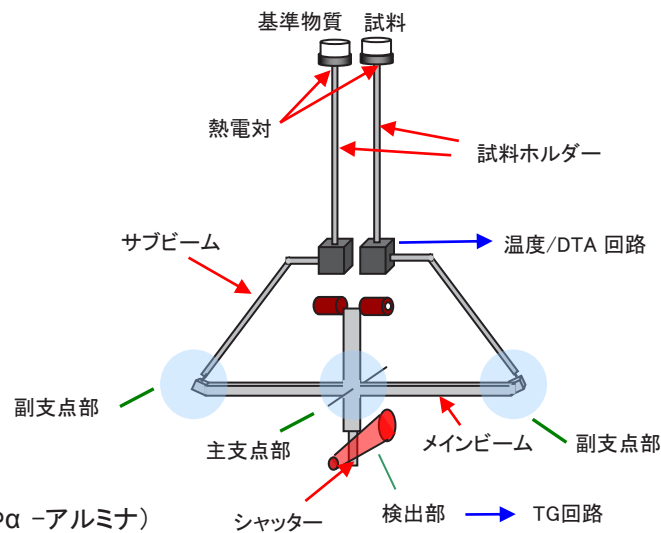 基準物質 試料
熱電対
試料ホルダー
サブビーム
温度/DTA 回路
副支点部
主支点部
メインビーム
副支点部
α -アルミナ）
シャッター
検出部
TG回路